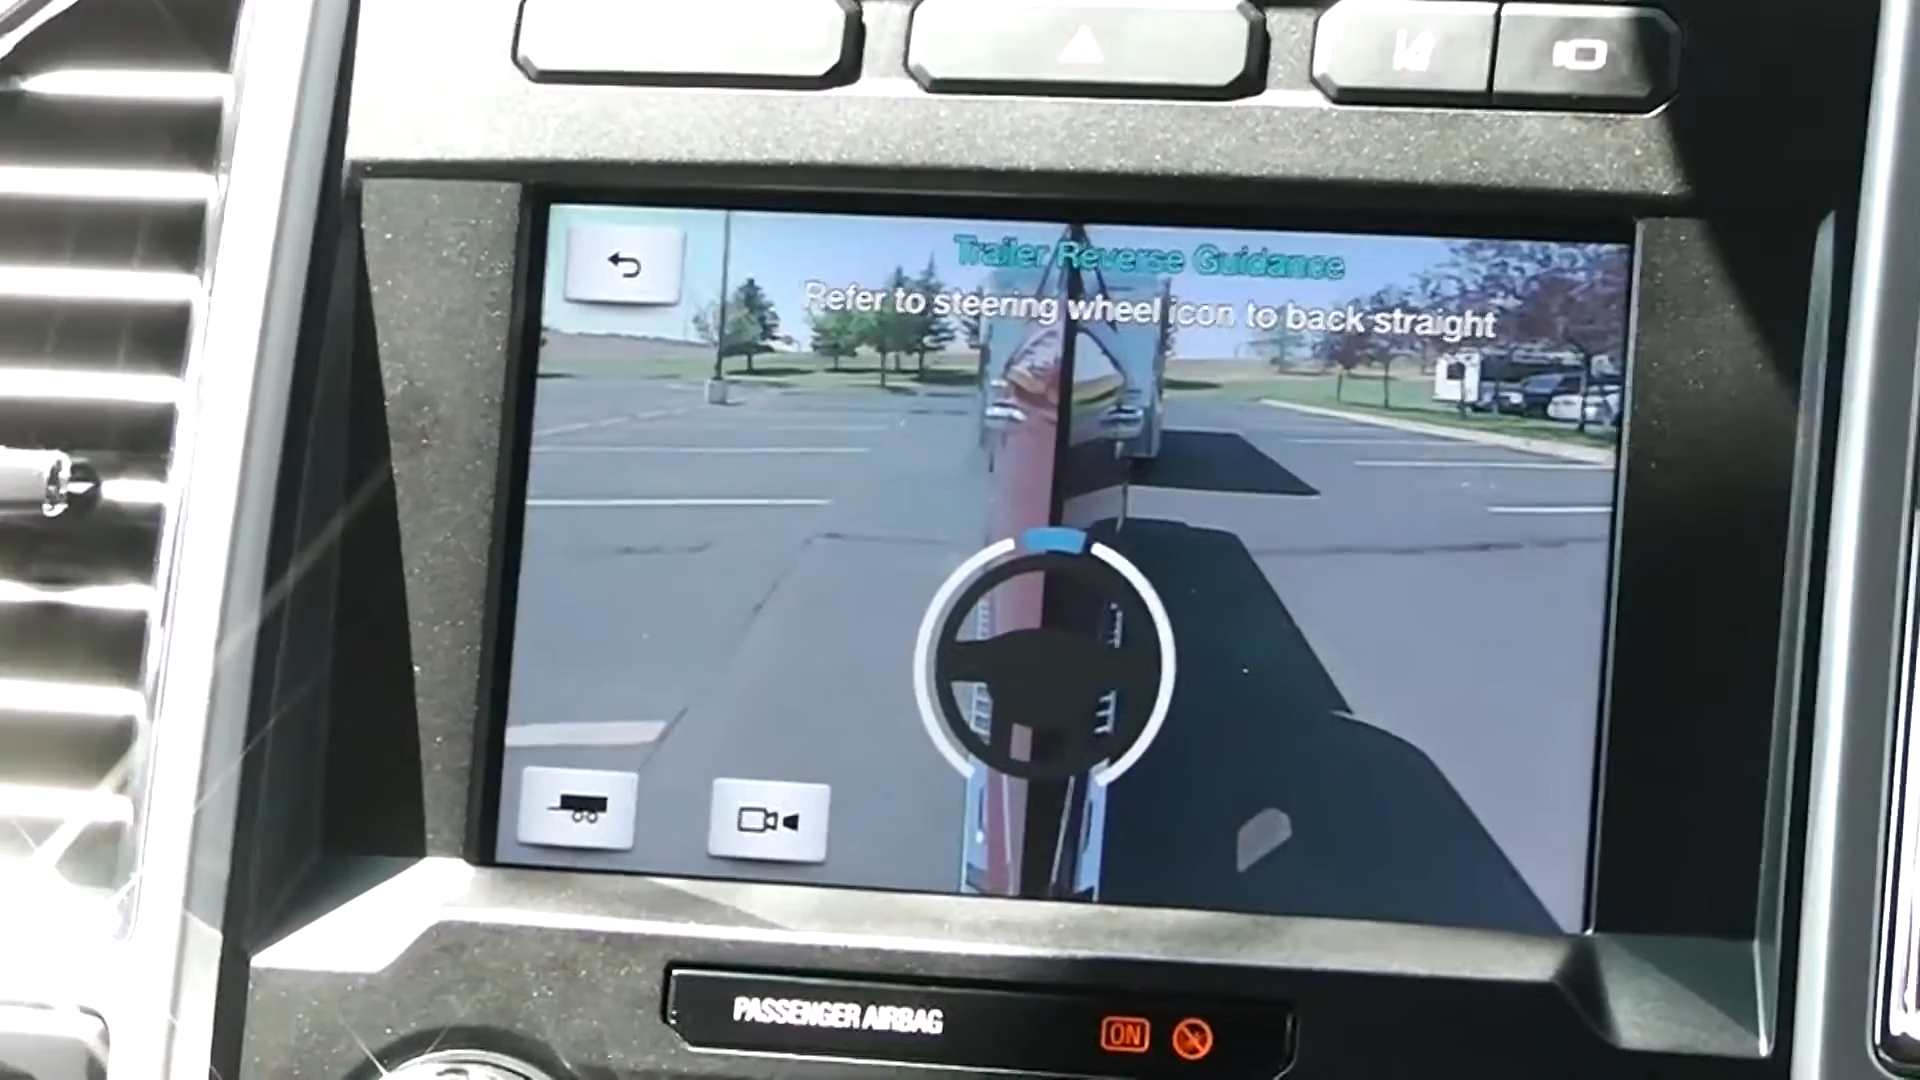 Trailer Reverse Guidance
Refer to steering wheel icon to back straight
PASSENGER AIRBAG
ON